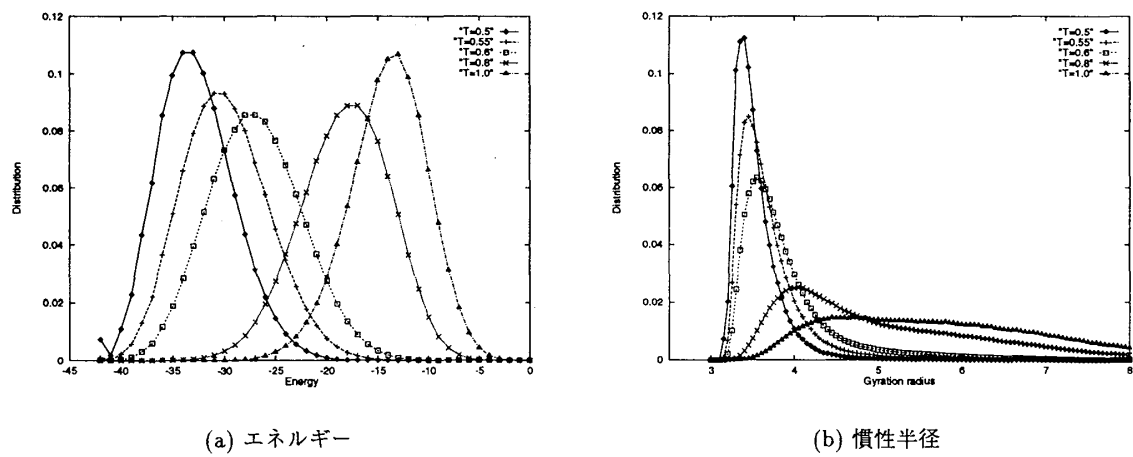 0.12
0.1
0.08
0.06
0.04
0.02
0
-45 -40 -35 -30 -25 -20 -15 -10 -5 0
Distribution
Energy
"T=0.5"
"T=0.55"
"T=0.6"
"T=0.8"
"T=1.0"
(a) エネルギー
0.12
0.1
0.08
0.06
0.04
0.02
0
3 4 5 6 7 8
Distribution
Gyration radius
"T=0.5"
"T=0.55"
"T=0.6"
"T=0.8"
"T=1.0"
(b) 慣性半径